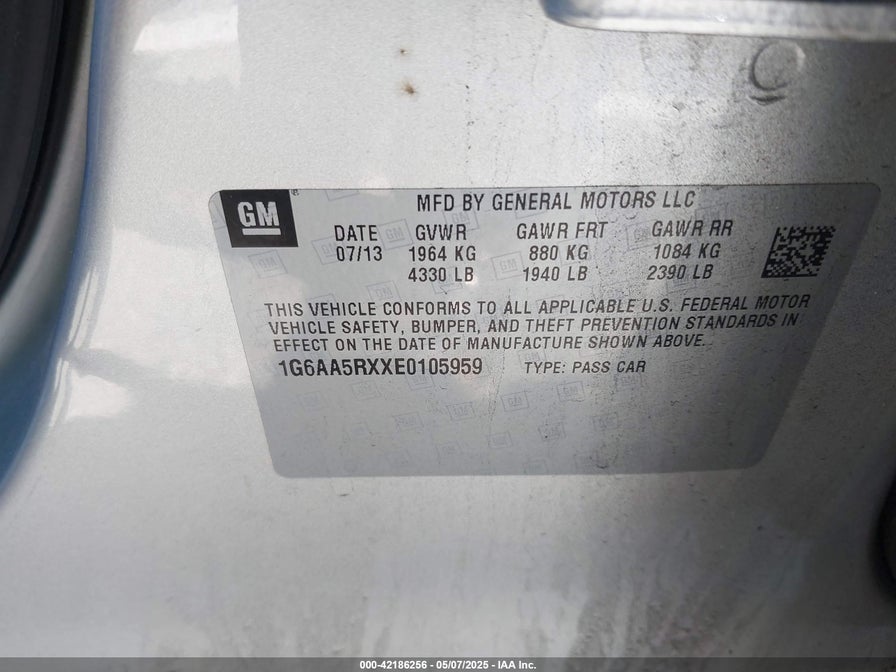 GM
MFD BY GENERAL MOTORS LLC
DATE GVWR GAWR FRT GAWR RR
07/13 1964 KG 880 KG 1084 KG
4330 LB 1940 LB 2390 LB
THIS VEHICLE CONFORMS TO ALL APPLICABLE U.S. FEDERAL MOTOR
VEHICLE SAFETY, BUMPER, AND THEFT PREVENTION STANDARDS IN
EFFECT ON THE DATE OF MANUFACTURE SHOWN ABOVE.
1G6AA5RXXE0105959 TYPE: PASS CAR
000-42186256 - 05/07/2025 - IAA Inc.